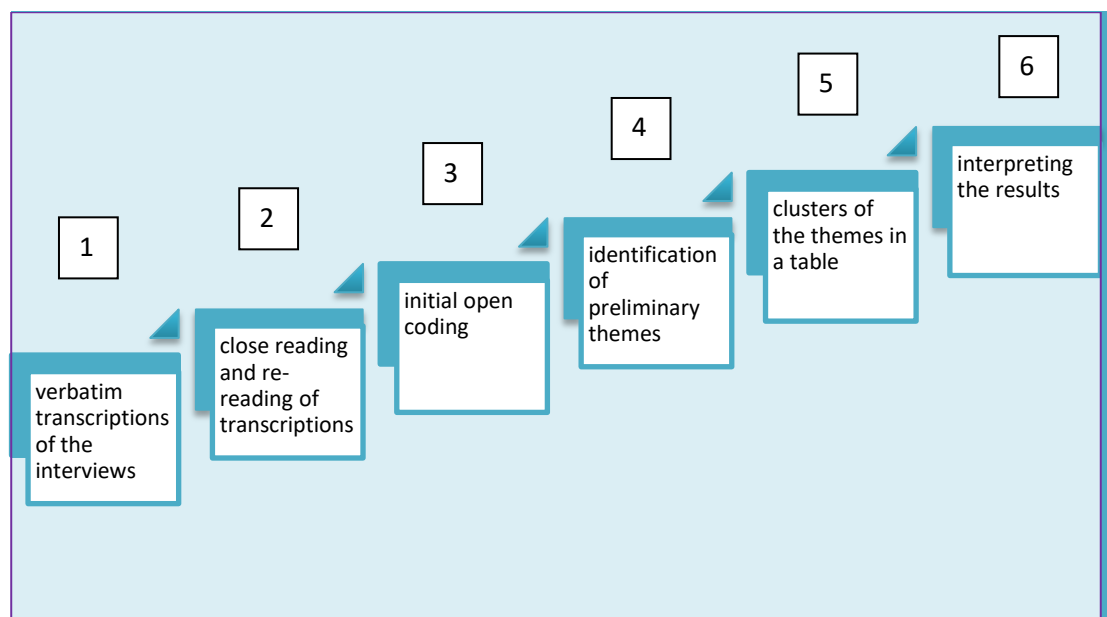 1
verbatim
transcriptions
of the
interviews
2
close reading
and re-
reading of
transcriptions
3
initial open
coding
4
identification
of
preliminary
themes
5
clusters of
the themes in
a table
6
interpreting
the results